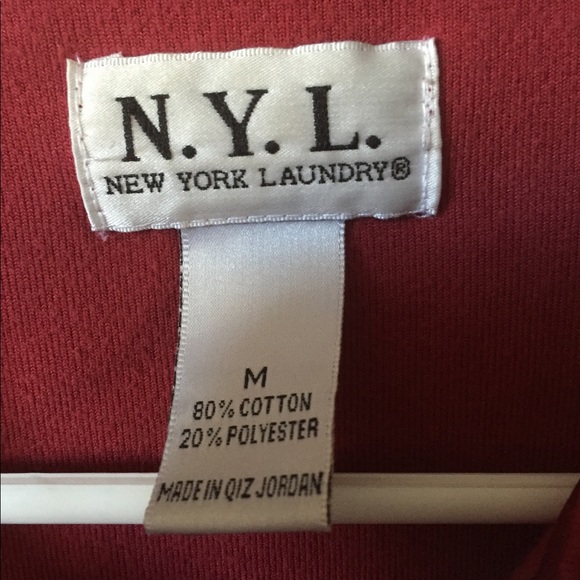 N.Y.L.
NEW YORK LAUNDRY®
M
80% COTTON
20% POLYESTER
MADE IN QIZ JORDAN